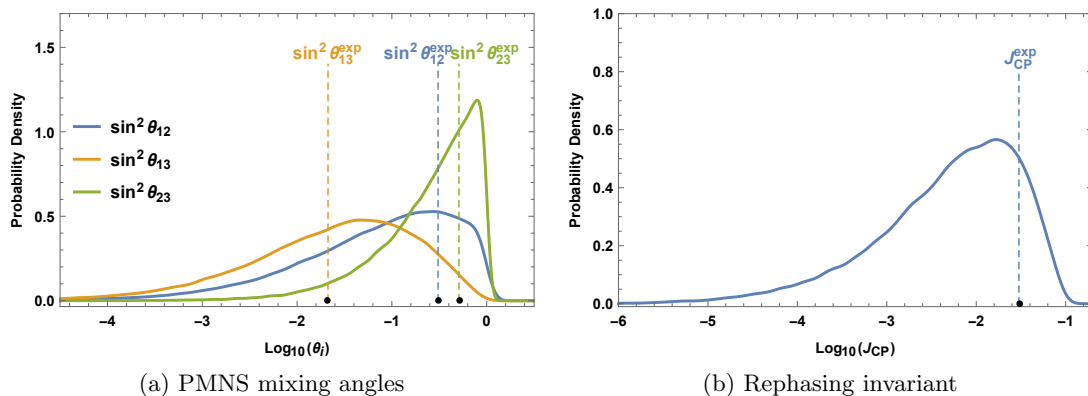 sin² θ₁₃^exp sin² θ₁₂^exp sin² θ₂₃^exp
sin² θ₁₂
sin² θ₁₃
sin² θ₂₃
Probability Density
1.5
1.0
0.5
0.0
−4 −3 −2 −1 0
Log₁₀(θᵢ)
(a) PMNS mixing angles
J_CP^exp
Probability Density
1.0
0.8
0.6
0.4
0.2
0.0
−6 −5 −4 −3 −2 −1
Log₁₀(J_CP)
(b) Rephasing invariant